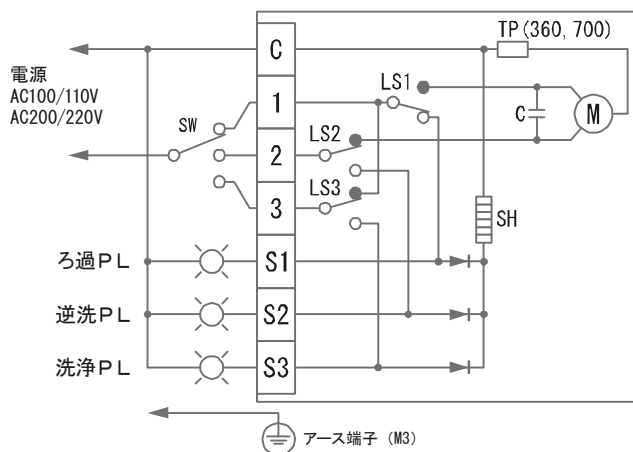 C
TP(360, 700)
電源
AC100/110V
AC200/220V
SW
1
LS1
C
M
2
LS2
3
LS3
SH
ろ過PL
S1
逆洗PL
S2
洗浄PL
S3
アース端子 (M3)